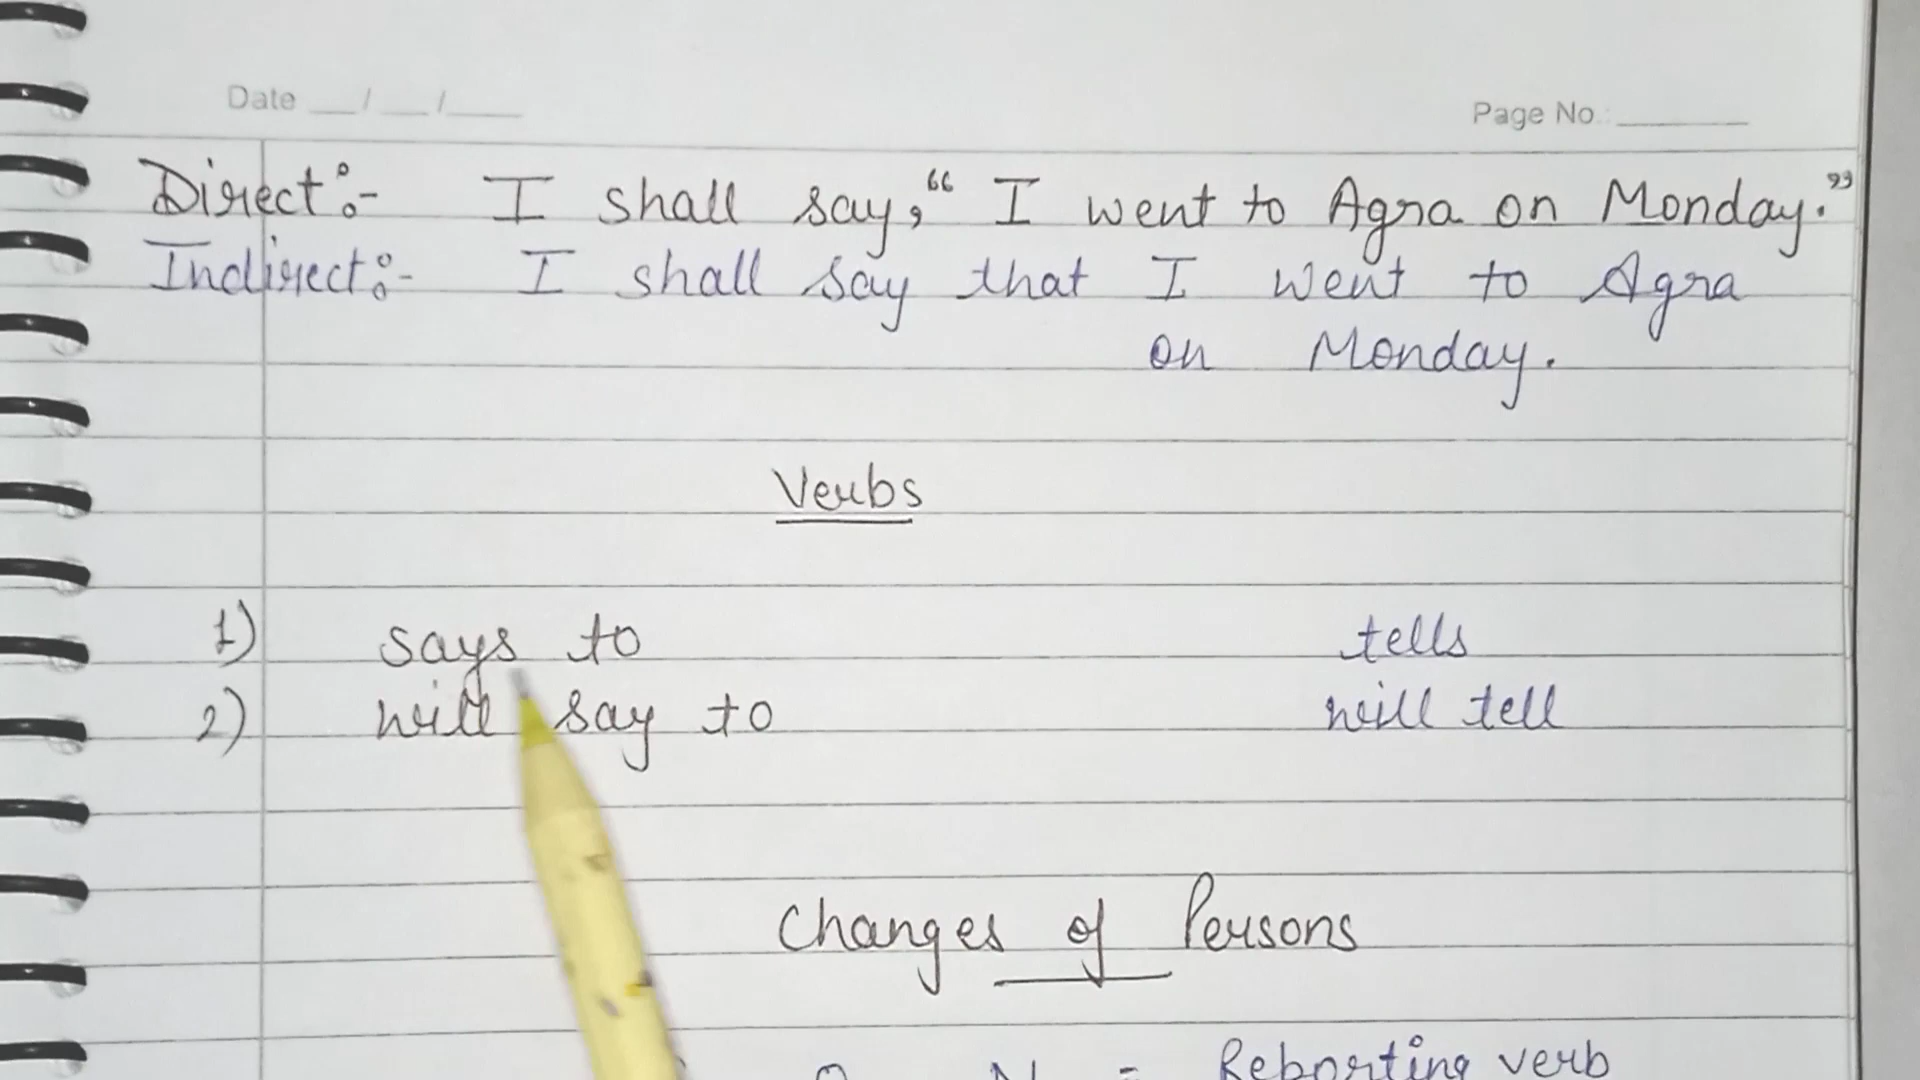 Date __/__/___
Page No.:______
Direct:- I shall say, "I went to Agra on Monday."
Indirect:- I shall say that I went to Agra
on Monday.
Verbs
1) says to tells
2) will say to will tell
Changes of Persons
= Reporting verb